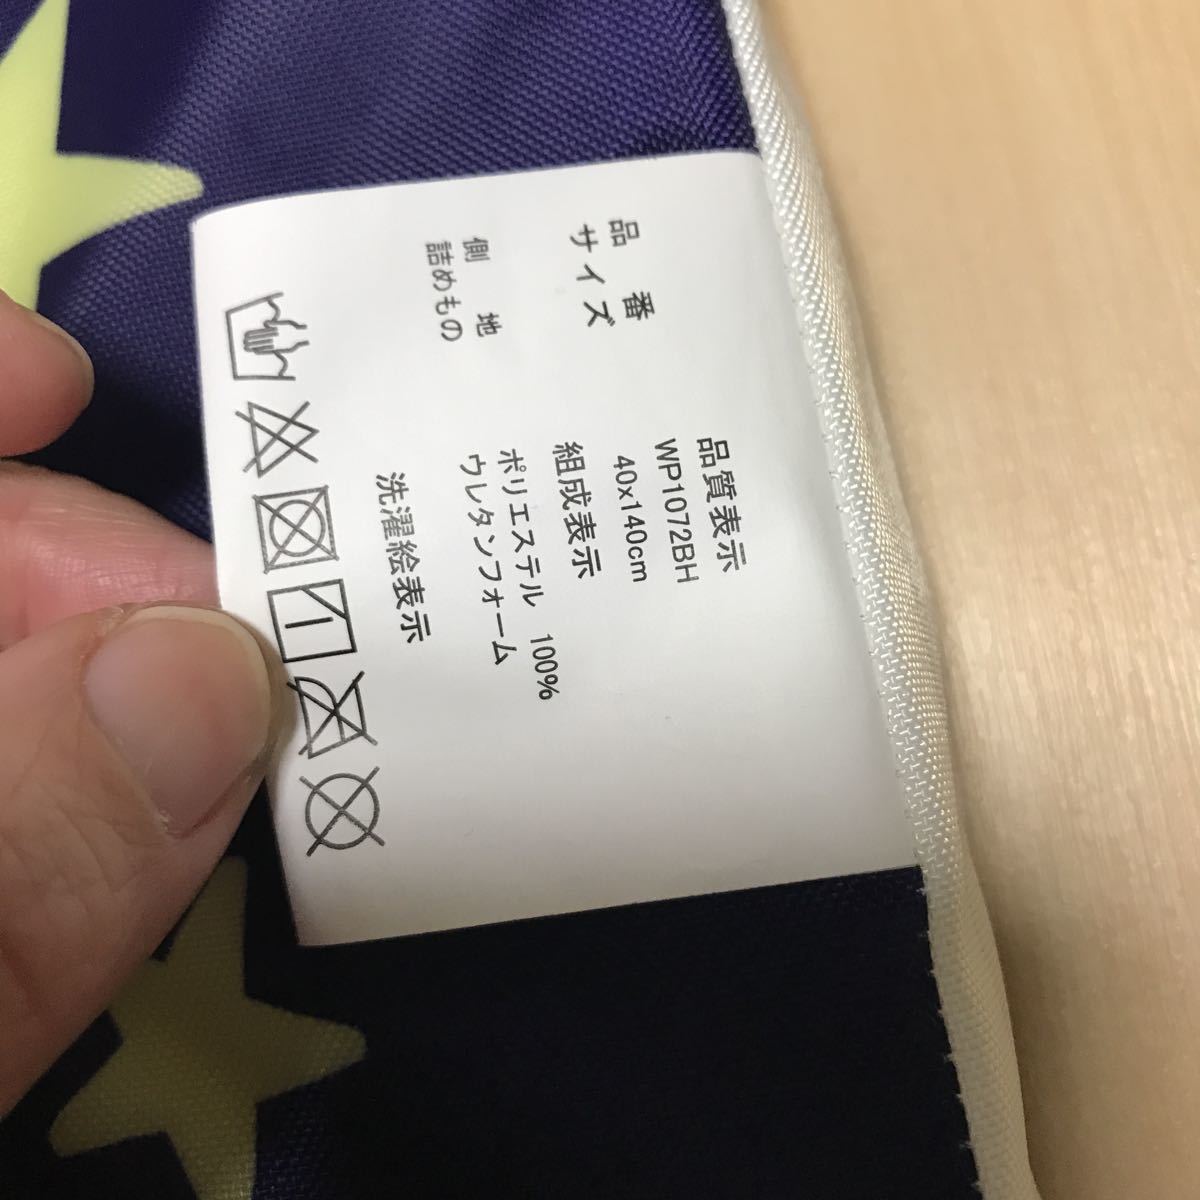 品質表示
品番 WP1072BH
サイズ 40x140cm
組成表示
側地 ポリエステル 100%
詰めもの ウレタンフォーム
洗濯絵表示